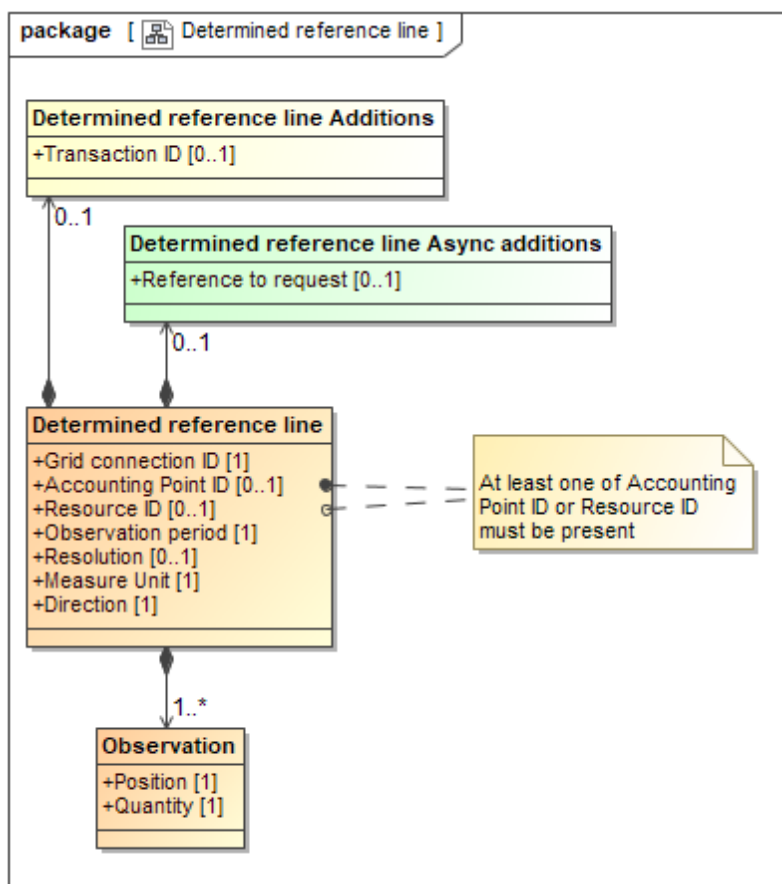 package [ Determined reference line ]
Determined reference line Additions
+Transaction ID [0..1]
0..1
Determined reference line Async additions
+Reference to request [0..1]
0..1
Determined reference line
+Grid connection ID [1]
+Accounting Point ID [0..1]
+Resource ID [0..1]
+Observation period [1]
+Resolution [0..1]
+Measure Unit [1]
+Direction [1]
At least one of Accounting
Point ID or Resource ID
must be present
1..*
Observation
+Position [1]
+Quantity [1]